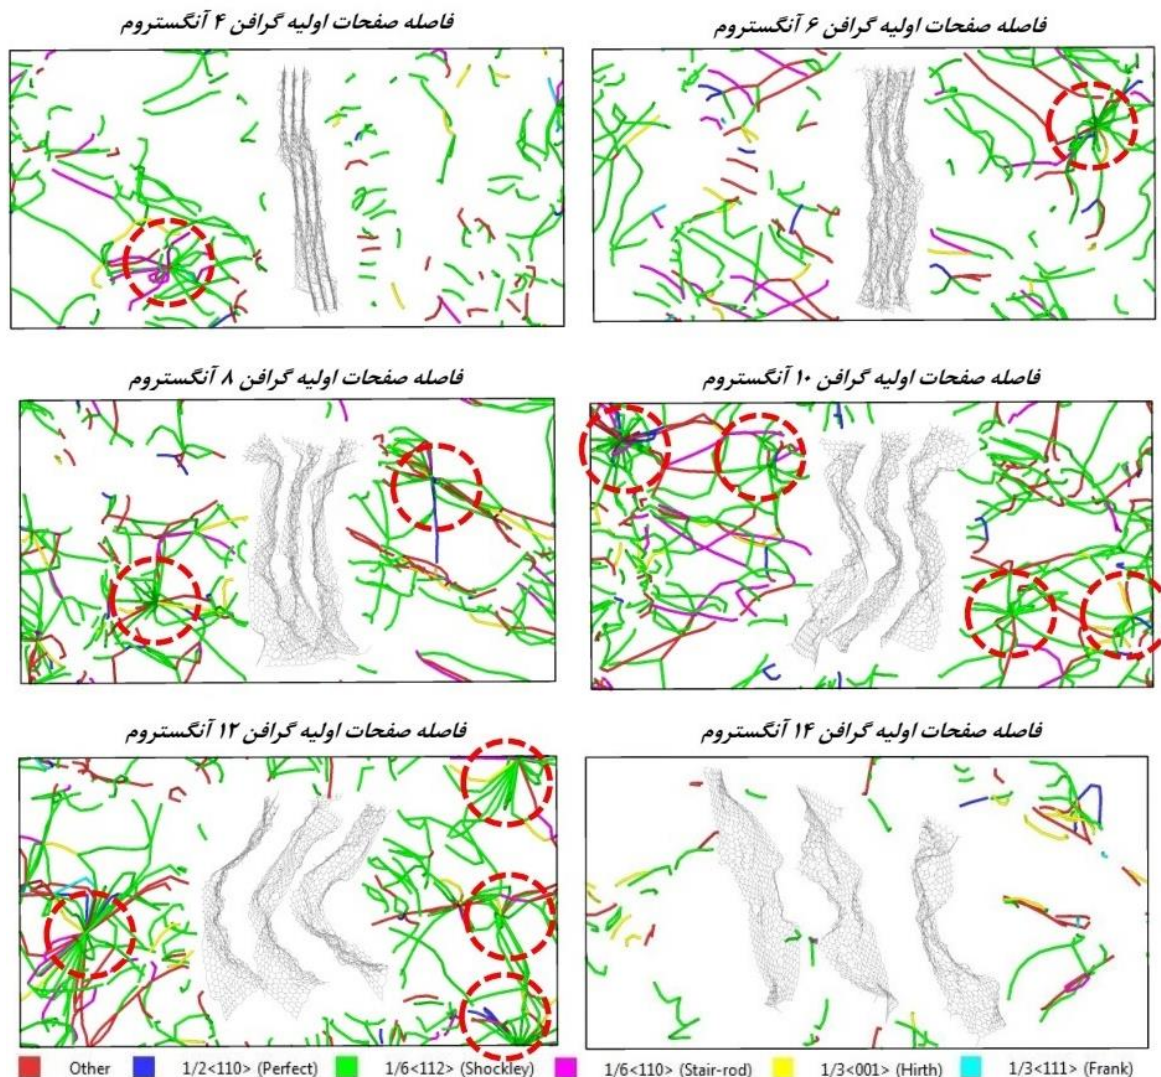 فاصله صفحات اولیه گرافن ۴ آنگستروم
فاصله صفحات اولیه گرافن ۶ آنگستروم
فاصله صفحات اولیه گرافن ۸ آنگستروم
فاصله صفحات اولیه گرافن ۱۰ آنگستروم
فاصله صفحات اولیه گرافن ۱۲ آنگستروم
فاصله صفحات اولیه گرافن ۱۴ آنگستروم
Other 1/2<110> (Perfect) 1/6<112> (Shockley) 1/6<110> (Stair-rod) 1/3<001> (Hirth) 1/3<111> (Frank)